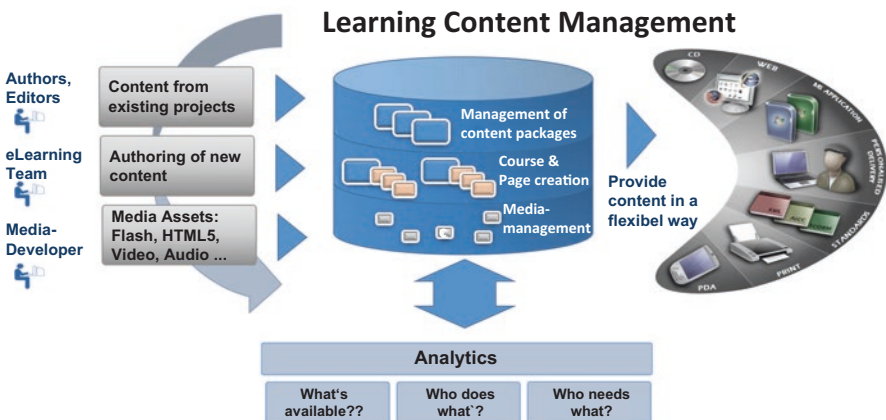 Learning Content Management
Authors,
Editors
Content from
existing projects
eLearning
Team
Authoring of new
content
Media-
Developer
Media Assets:
Flash, HTML5,
Video, Audio ...
Management of
content packages
Course &
Page creation
Media-
management
Provide
content in a
flexibel way
CD
WEB
MS APPLICATION
PERSONALISED
DELIVERY
STANDARDS
PRINT
PDA
Analytics
What‘s
available??
Who does
what`?
Who needs
what?